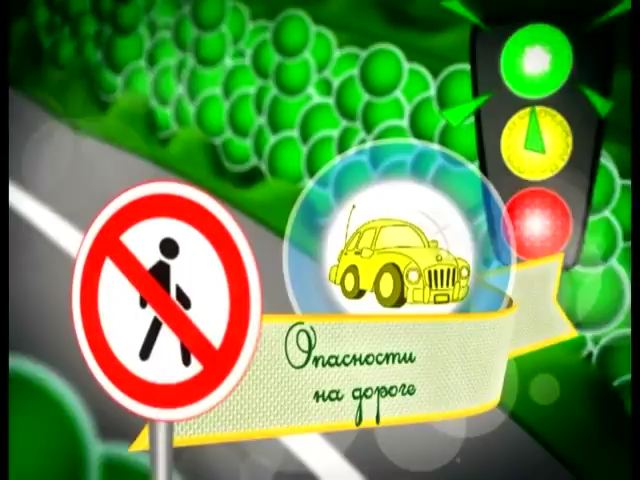 Опасности
на дороге